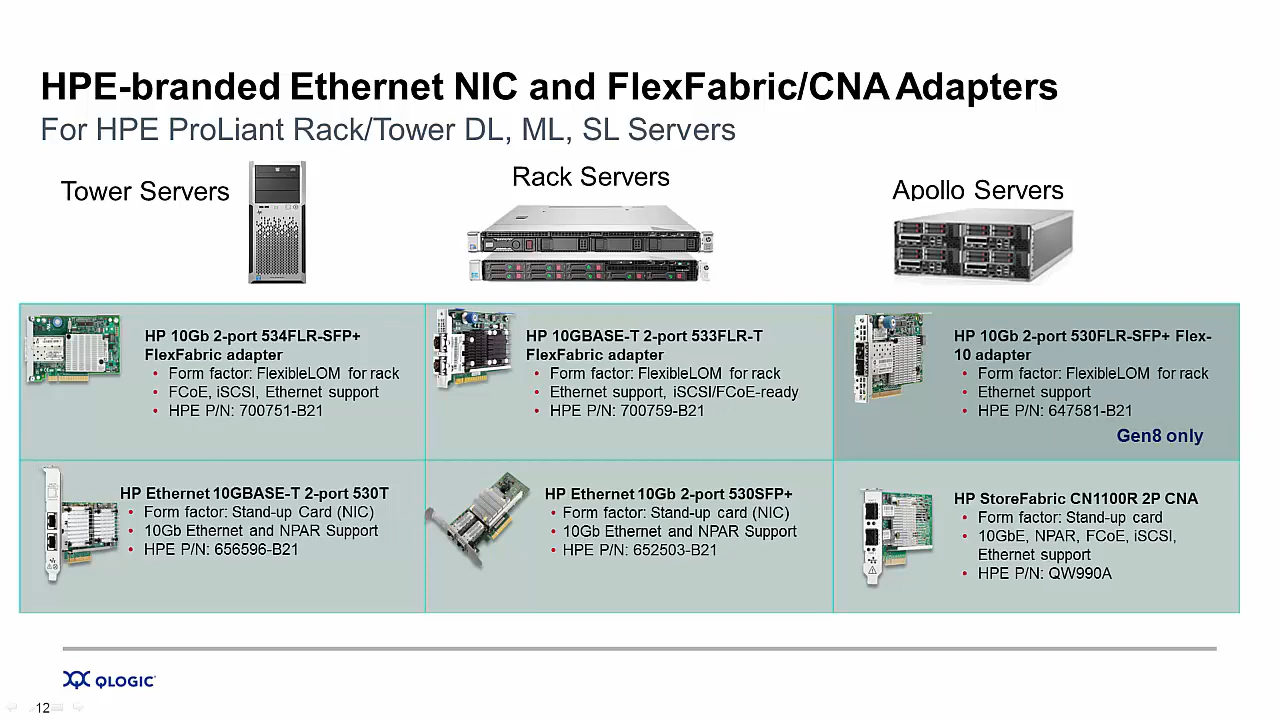 HPE-branded Ethernet NIC and FlexFabric/CNA Adapters
For HPE ProLiant Rack/Tower DL, ML, SL Servers
Tower Servers
Rack Servers
Apollo Servers
HP 10Gb 2-port 534FLR-SFP+
FlexFabric adapter
• Form factor: FlexibleLOM for rack
• FCoE, iSCSI, Ethernet support
• HPE P/N: 700751-B21
HP 10GBASE-T 2-port 533FLR-T
FlexFabric adapter
• Form factor: FlexibleLOM for rack
• Ethernet support, iSCSI/FCoE-ready
• HPE P/N: 700759-B21
HP 10Gb 2-port 530FLR-SFP+ Flex-
10 adapter
• Form factor: FlexibleLOM for rack
• Ethernet support
• HPE P/N: 647581-B21
Gen8 only
HP Ethernet 10GBASE-T 2-port 530T
• Form factor: Stand-up Card (NIC)
• 10Gb Ethernet and NPAR Support
• HPE P/N: 656596-B21
HP Ethernet 10Gb 2-port 530SFP+
• Form factor: Stand-up card (NIC)
• 10Gb Ethernet and NPAR Support
• HPE P/N: 652503-B21
HP StoreFabric CN1100R 2P CNA
• Form factor: Stand-up card
• 10GbE, NPAR, FCoE, iSCSI,
Ethernet support
• HPE P/N: QW990A
QLOGIC
12